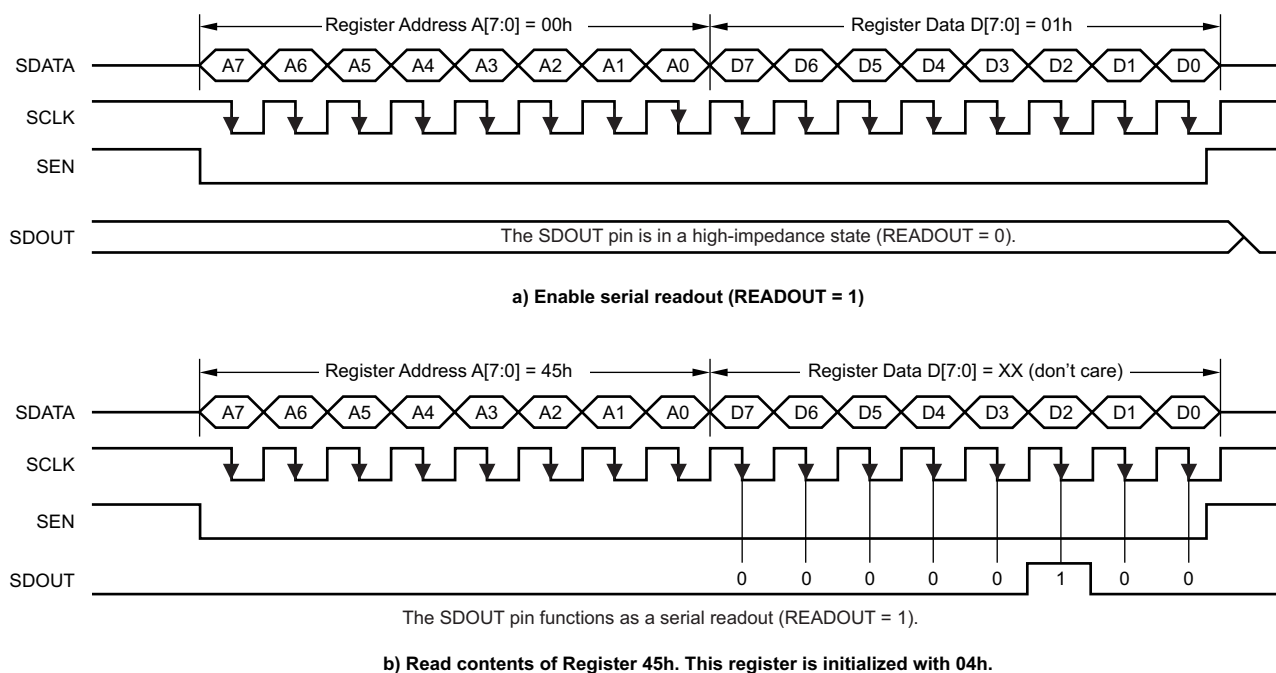 Register Address A[7:0] = 00h Register Data D[7:0] = 01h
SDATA A7 A6 A5 A4 A3 A2 A1 A0 D7 D6 D5 D4 D3 D2 D1 D0
SCLK
SEN
SDOUT The SDOUT pin is in a high-impedance state (READOUT = 0).
a) Enable serial readout (READOUT = 1)
Register Address A[7:0] = 45h Register Data D[7:0] = XX (don’t care)
SDATA A7 A6 A5 A4 A3 A2 A1 A0 D7 D6 D5 D4 D3 D2 D1 D0
SCLK
SEN
SDOUT 0 0 0 0 0 1 0 0
The SDOUT pin functions as a serial readout (READOUT = 1).
b) Read contents of Register 45h. This register is initialized with 04h.